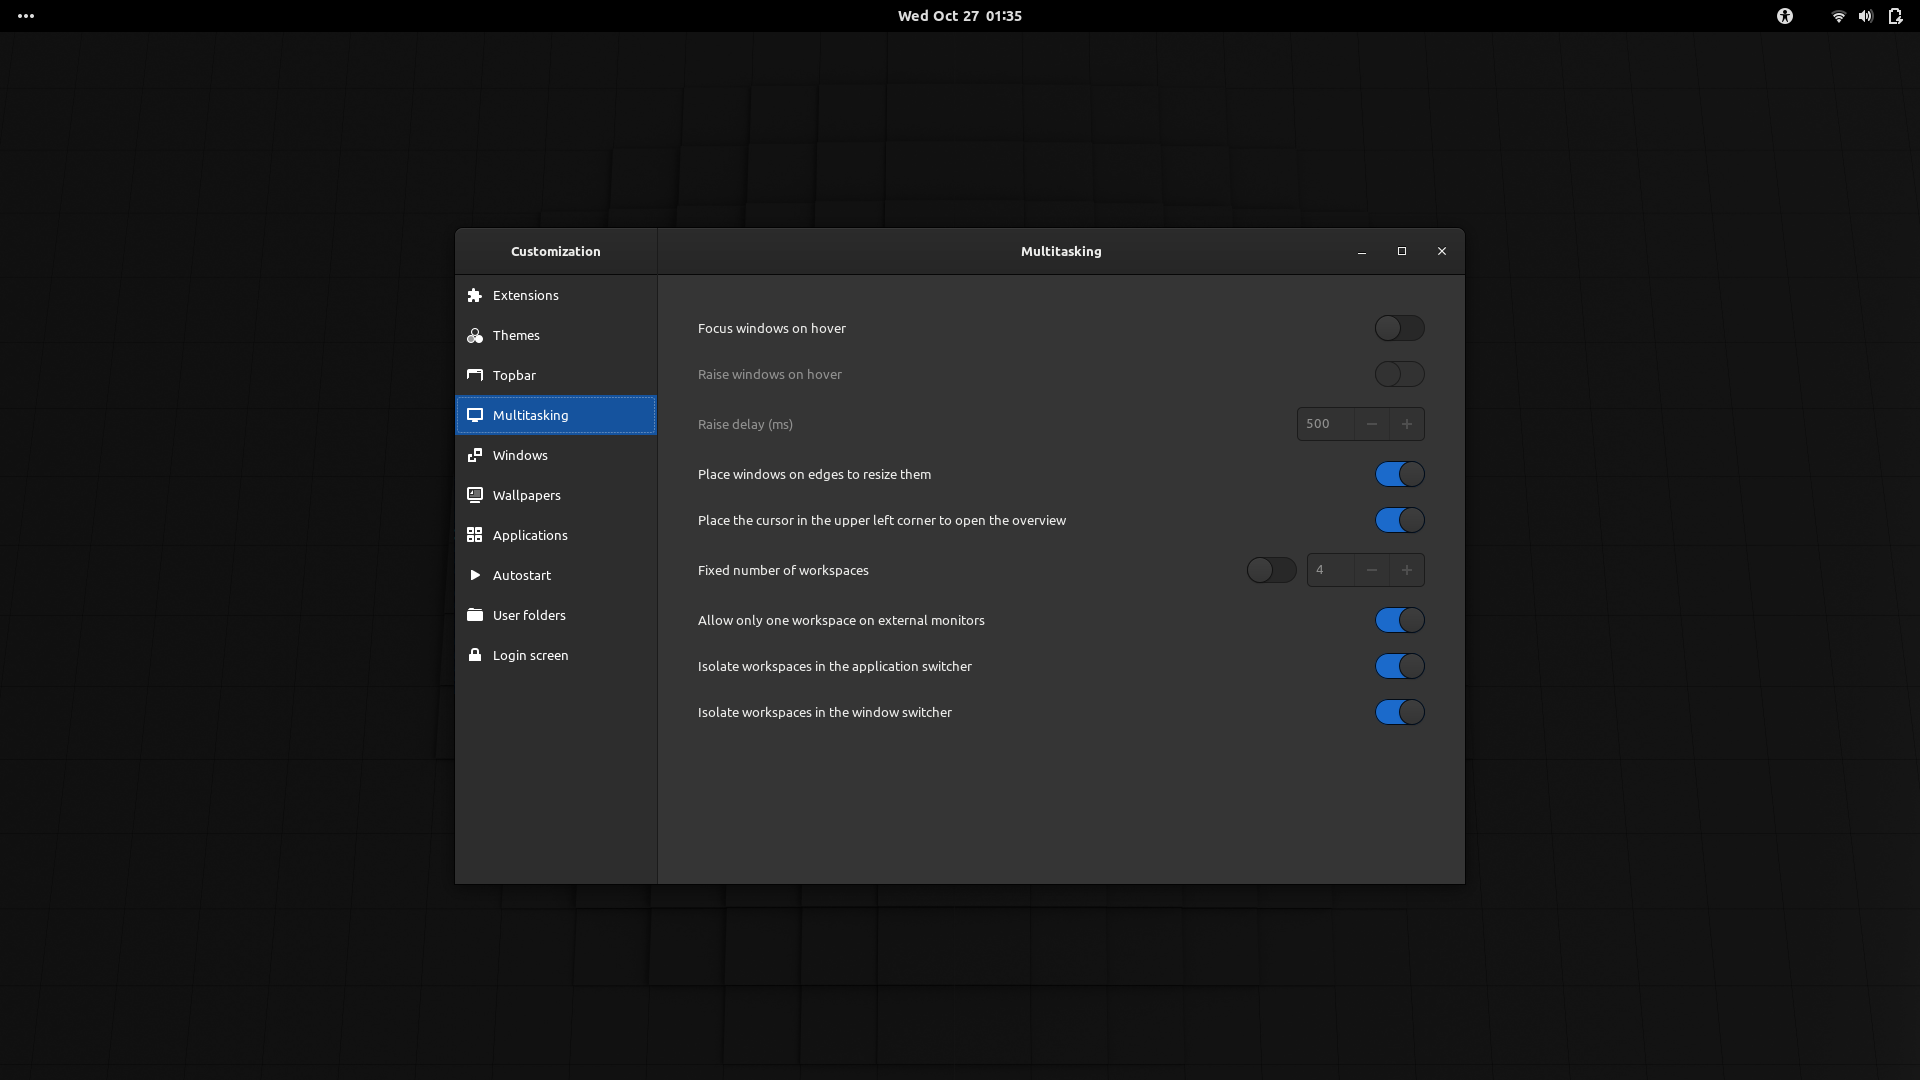 Wed Oct 27 01:35
Customization
Multitasking
Extensions
Themes
Topbar
Multitasking
Windows
Wallpapers
Applications
Autostart
User folders
Login screen
Focus windows on hover
Raise windows on hover
Raise delay (ms) 500
Place windows on edges to resize them
Place the cursor in the upper left corner to open the overview
Fixed number of workspaces 4
Allow only one workspace on external monitors
Isolate workspaces in the application switcher
Isolate workspaces in the window switcher